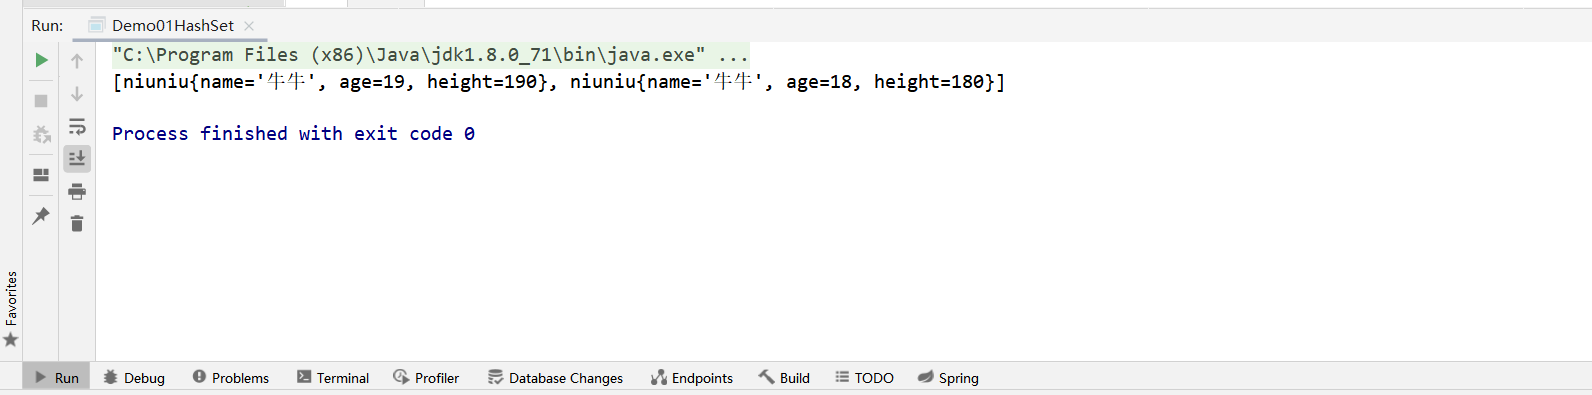 Run: Demo01HashSet
"C:\Program Files (x86)\Java\jdk1.8.0_71\bin\java.exe" ...
[niuniu{name='牛牛', age=19, height=190}, niuniu{name='牛牛', age=18, height=180}]
Process finished with exit code 0
Favorites
Run Debug Problems Terminal Profiler Database Changes Endpoints Build TODO Spring